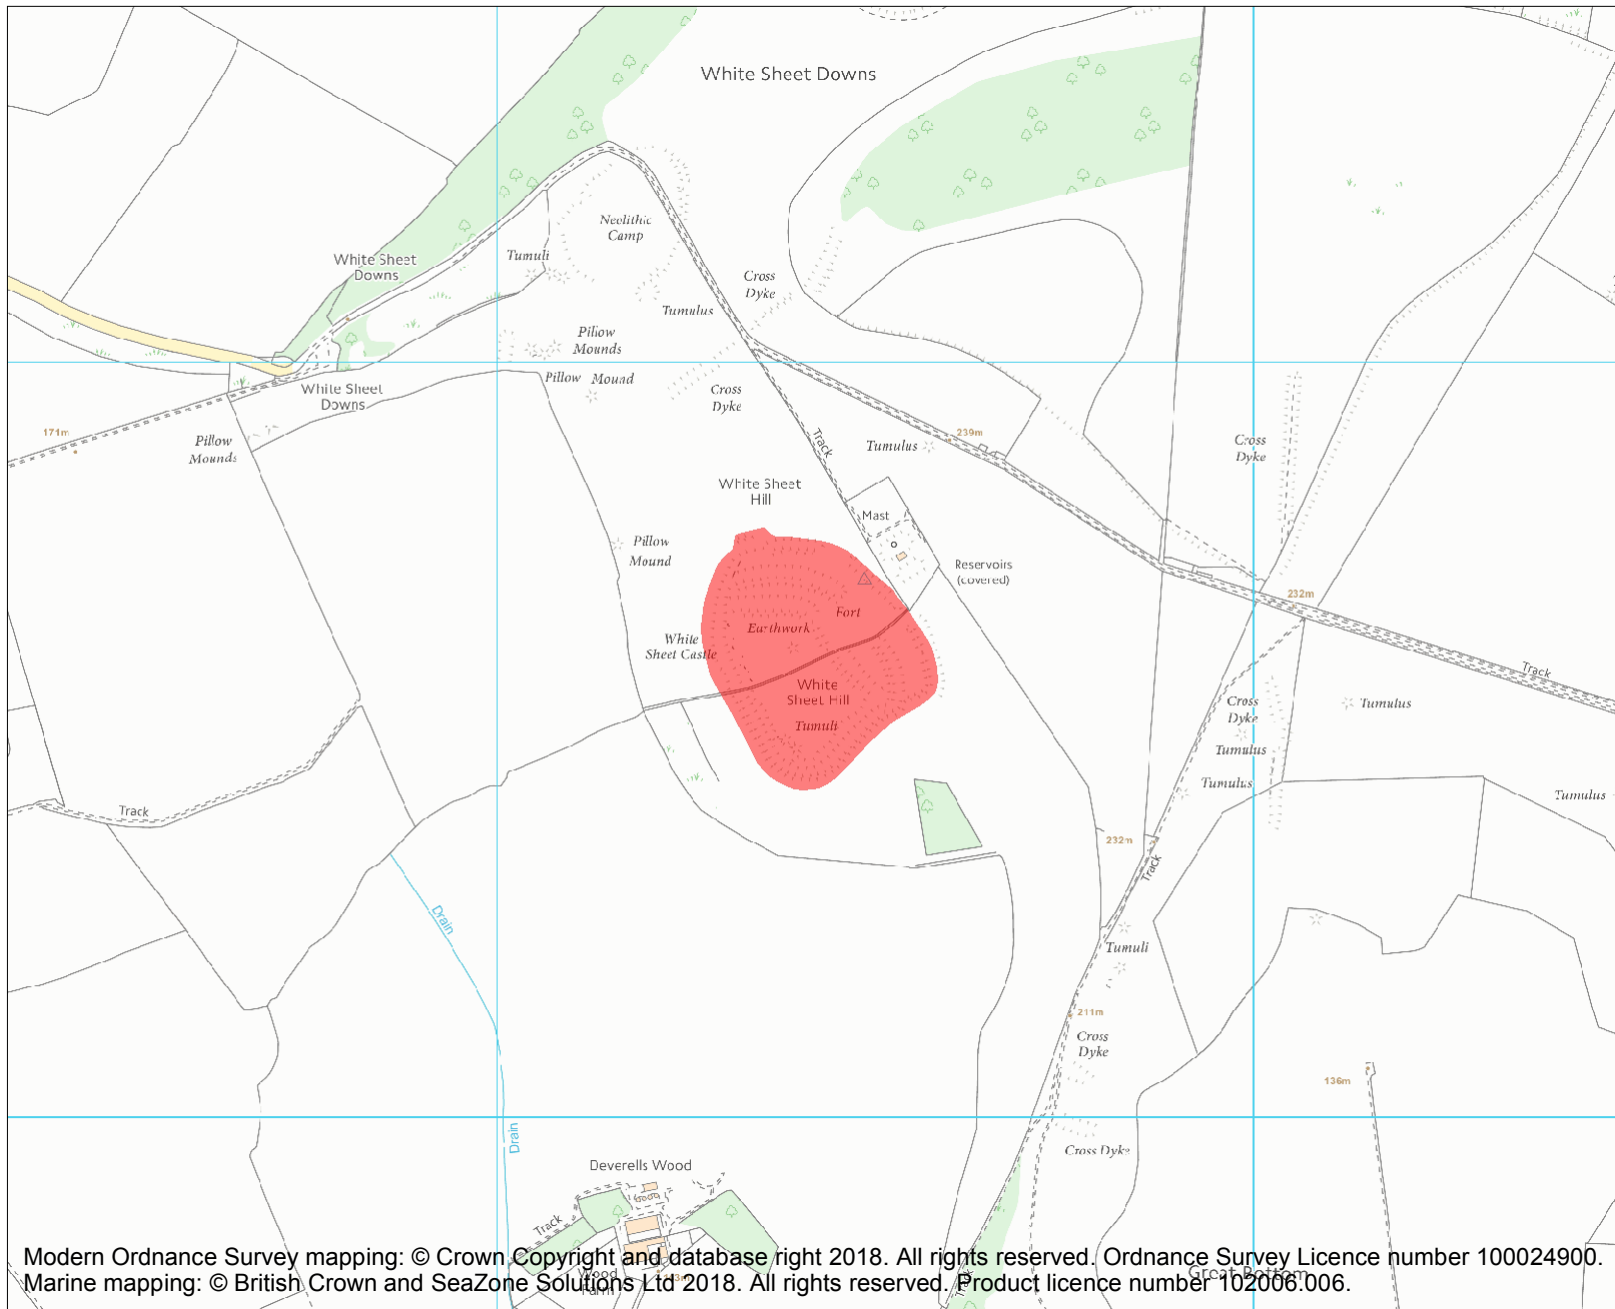 White Sheet Downs
Neolithic
Camp
Tumuli
White Sheet
Downs
Cross
Dyke
Tumulus
Pillow
Mounds
Pillow Mound
White Sheet
Downs
Cross
Dyke
171m
Pillow
Mounds
Track
Tumulus
239m
Cross
Dyke
White Sheet
Hill
Mast
Pillow
Mound
Reservoirs
(covered)
232m
Fort
Earthwork
White
Sheet Castle
White
Sheet Hill
Tumuli
Track
Cross
Dyke
Tumulus
Tumulus
Tumulus
Tumulus
Track
232m
Track
Drain
Tumuli
211m
Cross
Dyke
136m
Drain
Cross Dyke
Deverells Wood
Track
Wood
Farm
Track
Great Bottom
Modern Ordnance Survey mapping: © Crown Copyright and database right 2018. All rights reserved. Ordnance Survey Licence number 100024900.
Marine mapping: © British Crown and SeaZone Solutions Ltd 2018. All rights reserved. Product licence number 102006.006.